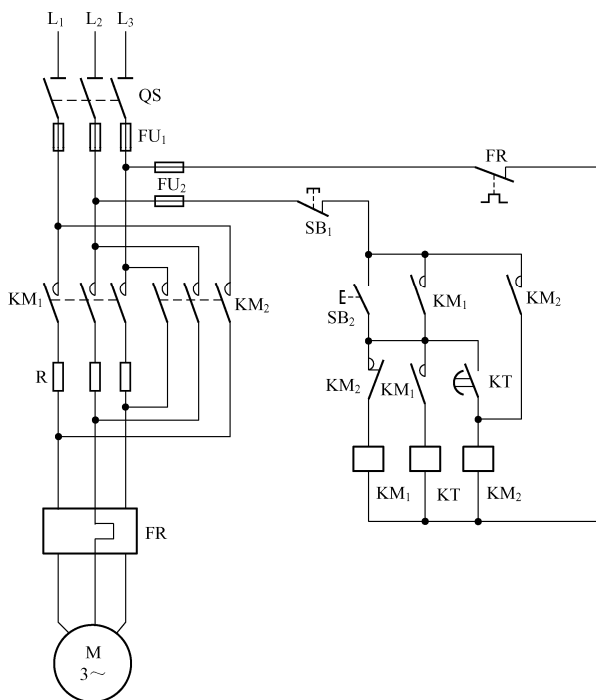 L₁ L₂ L₃
QS
FU₁
FR
FU₂
SB₁
KM₁
KM₂
SB₂
KM₁
KM₂
R
KM₂
KM₁
KT
KM₁
KT
KM₂
FR
M
3～